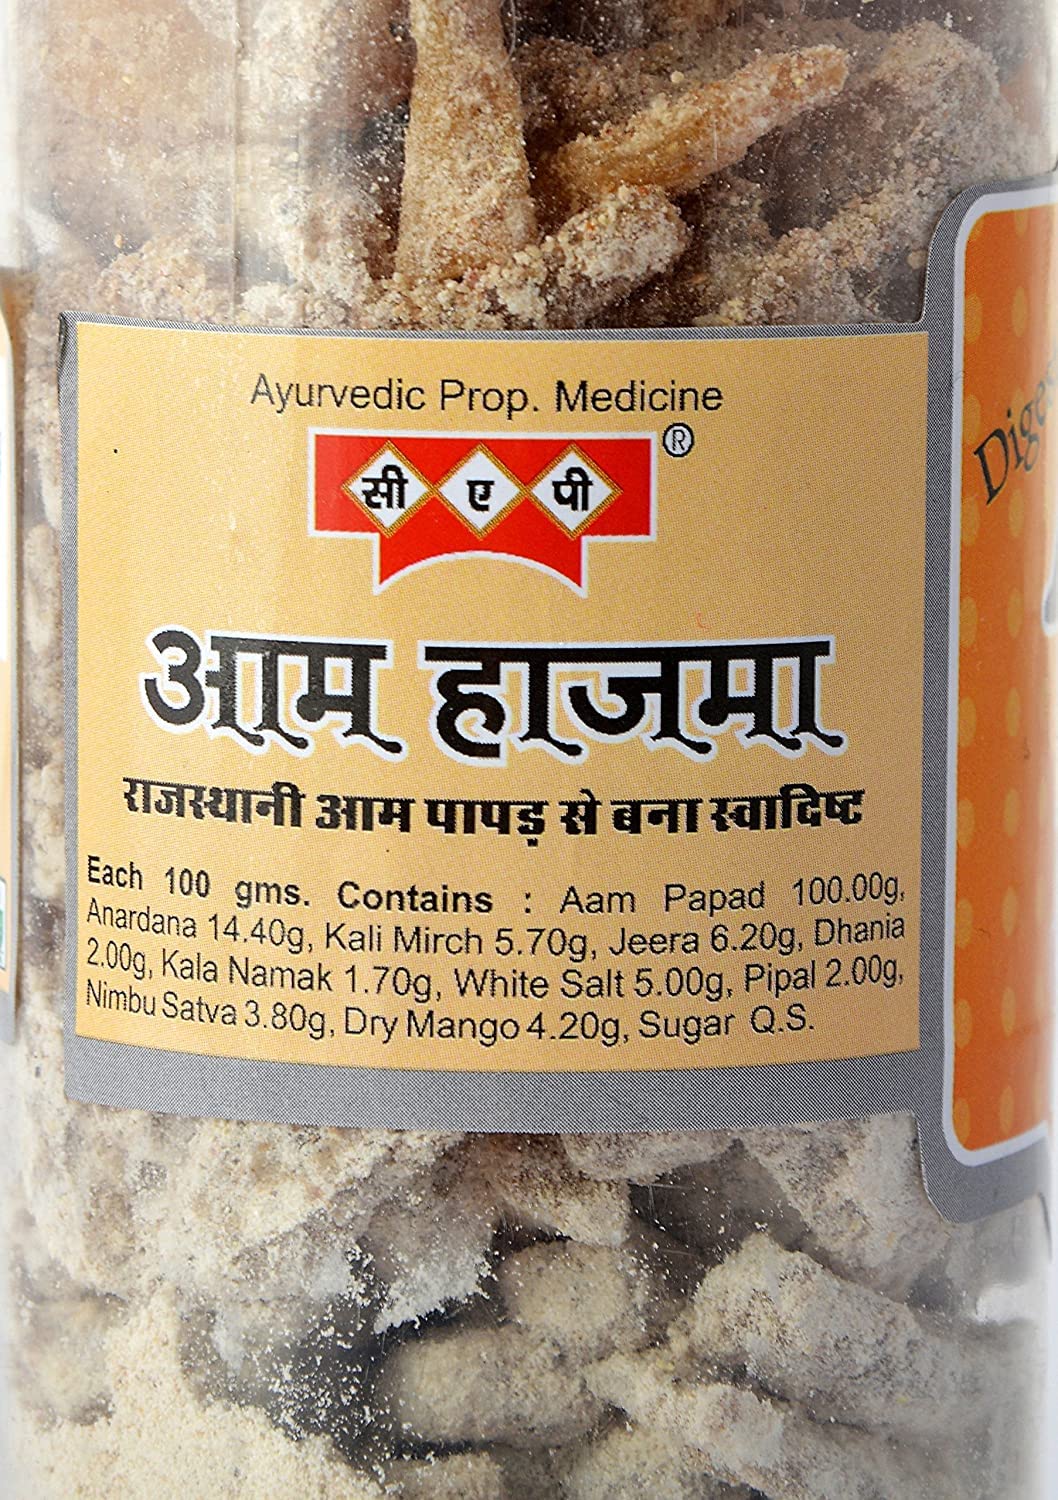 Ayurvedic Prop. Medicine
सी ए पी ®
आम हाजमा
राजस्थानी आम पापड़ से बना स्वादिष्ट
Each 100 gms. Contains : Aam Papad 100.00g,
Anardana 14.40g, Kali Mirch 5.70g, Jeera 6.20g, Dhania
2.00g, Kala Namak 1.70g, White Salt 5.00g, Pipal 2.00g,
Nimbu Satva 3.80g, Dry Mango 4.20g, Sugar Q.S.